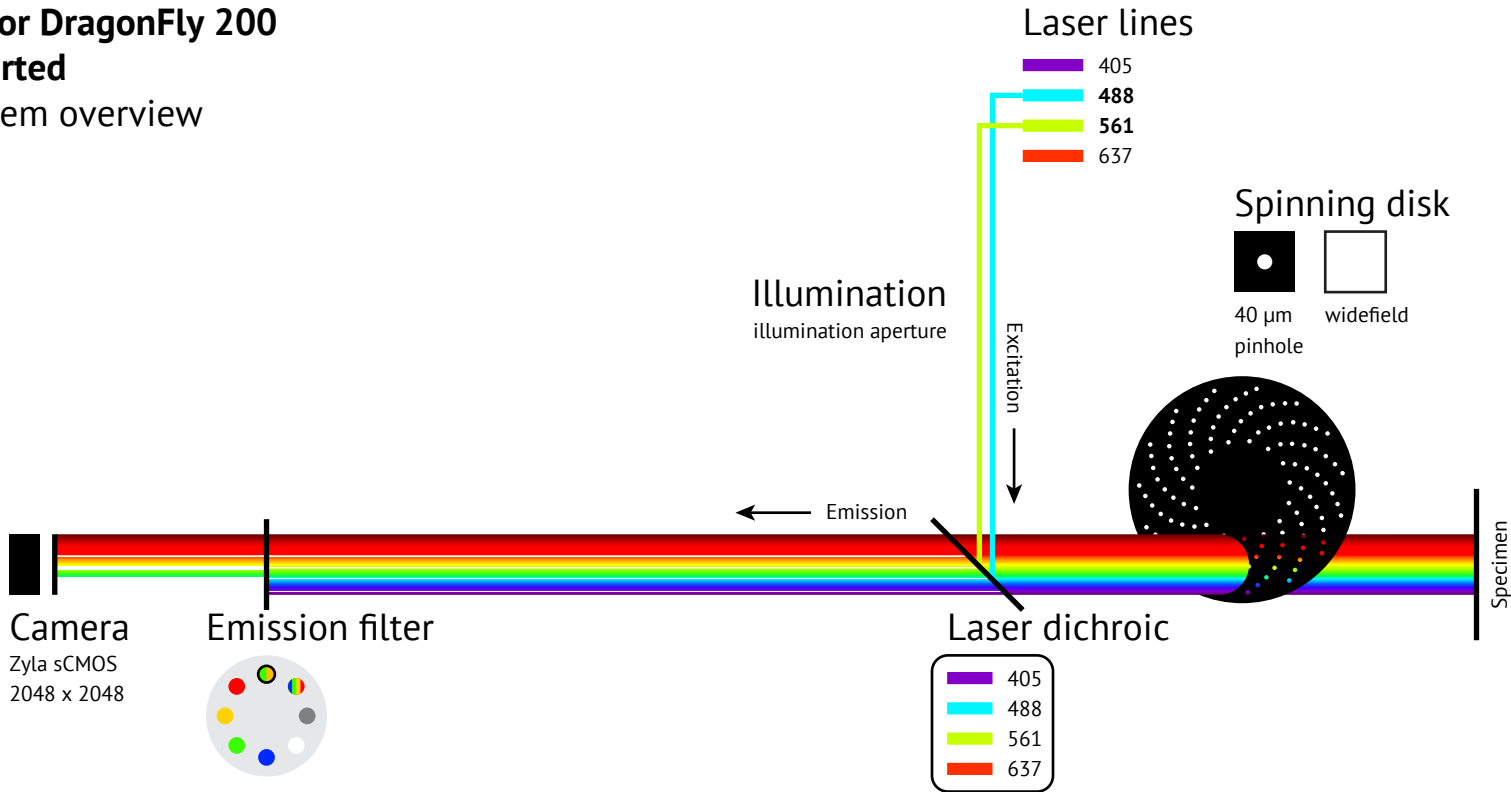 or DragonFly 200
rted
em overview
Laser lines
405
488
561
637
Spinning disk
40 µm
pinhole
widefield
Illumination
illumination aperture
Excitation
Emission
Specimen
Camera
Zyla sCMOS
2048 x 2048
Emission filter
Laser dichroic
405
488
561
637